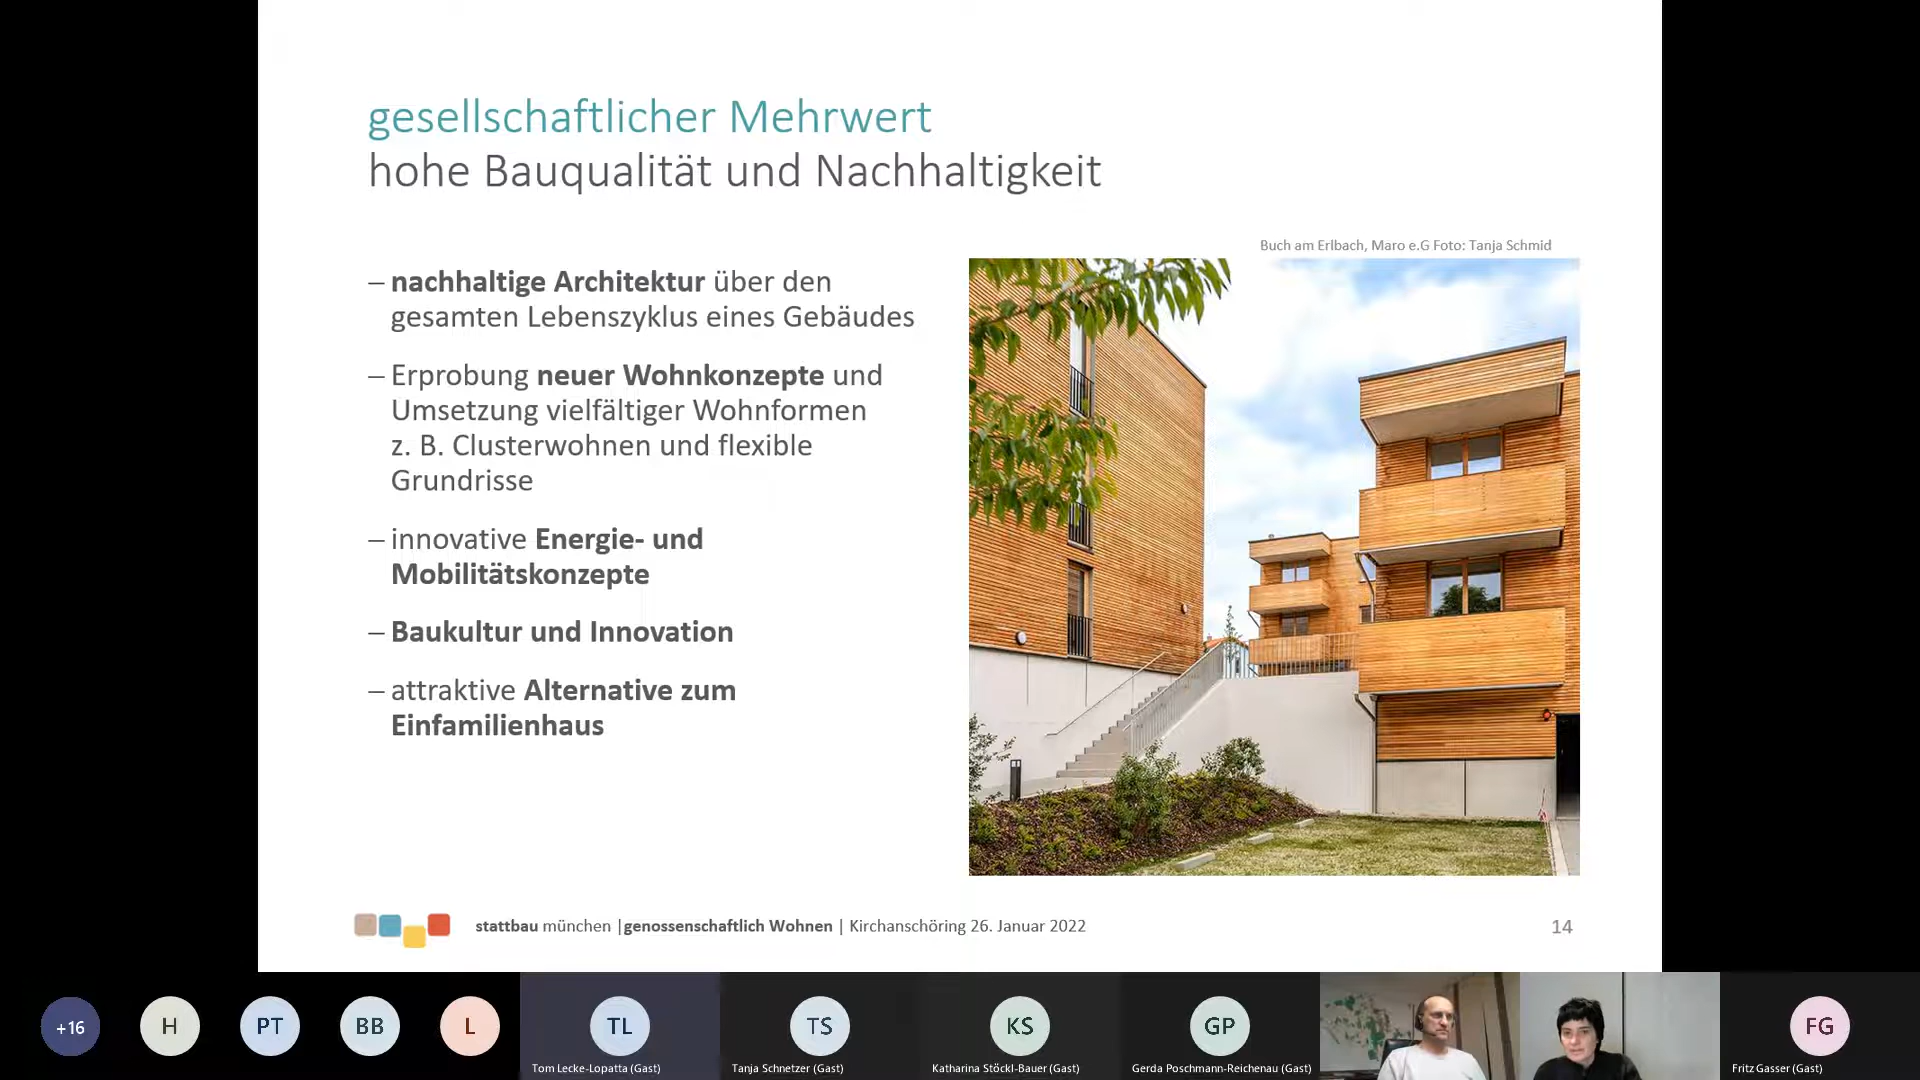 gesellschaftlicher Mehrwert
hohe Bauqualität und Nachhaltigkeit
Buch am Erlbach, Maro e.G Foto: Tanja Schmid
– nachhaltige Architektur über den
gesamten Lebenszyklus eines Gebäudes
– Erprobung neuer Wohnkonzepte und
Umsetzung vielfältiger Wohnformen
z. B. Clusterwohnen und flexible
Grundrisse
– innovative Energie- und
Mobilitätskonzepte
– Baukultur und Innovation
– attraktive Alternative zum
Einfamilienhaus
stattbau münchen |genossenschaftlich Wohnen | Kirchanschöring 26. Januar 2022
14
+16
H
PT
BB
L
TL
TS
KS
GP
FG
Tom Lecke-Lopatta (Gast)
Tanja Schnetzer (Gast)
Katharina Stöckl-Bauer (Gast)
Gerda Poschmann-Reichenau (Gast)
Fritz Gasser (Gast)